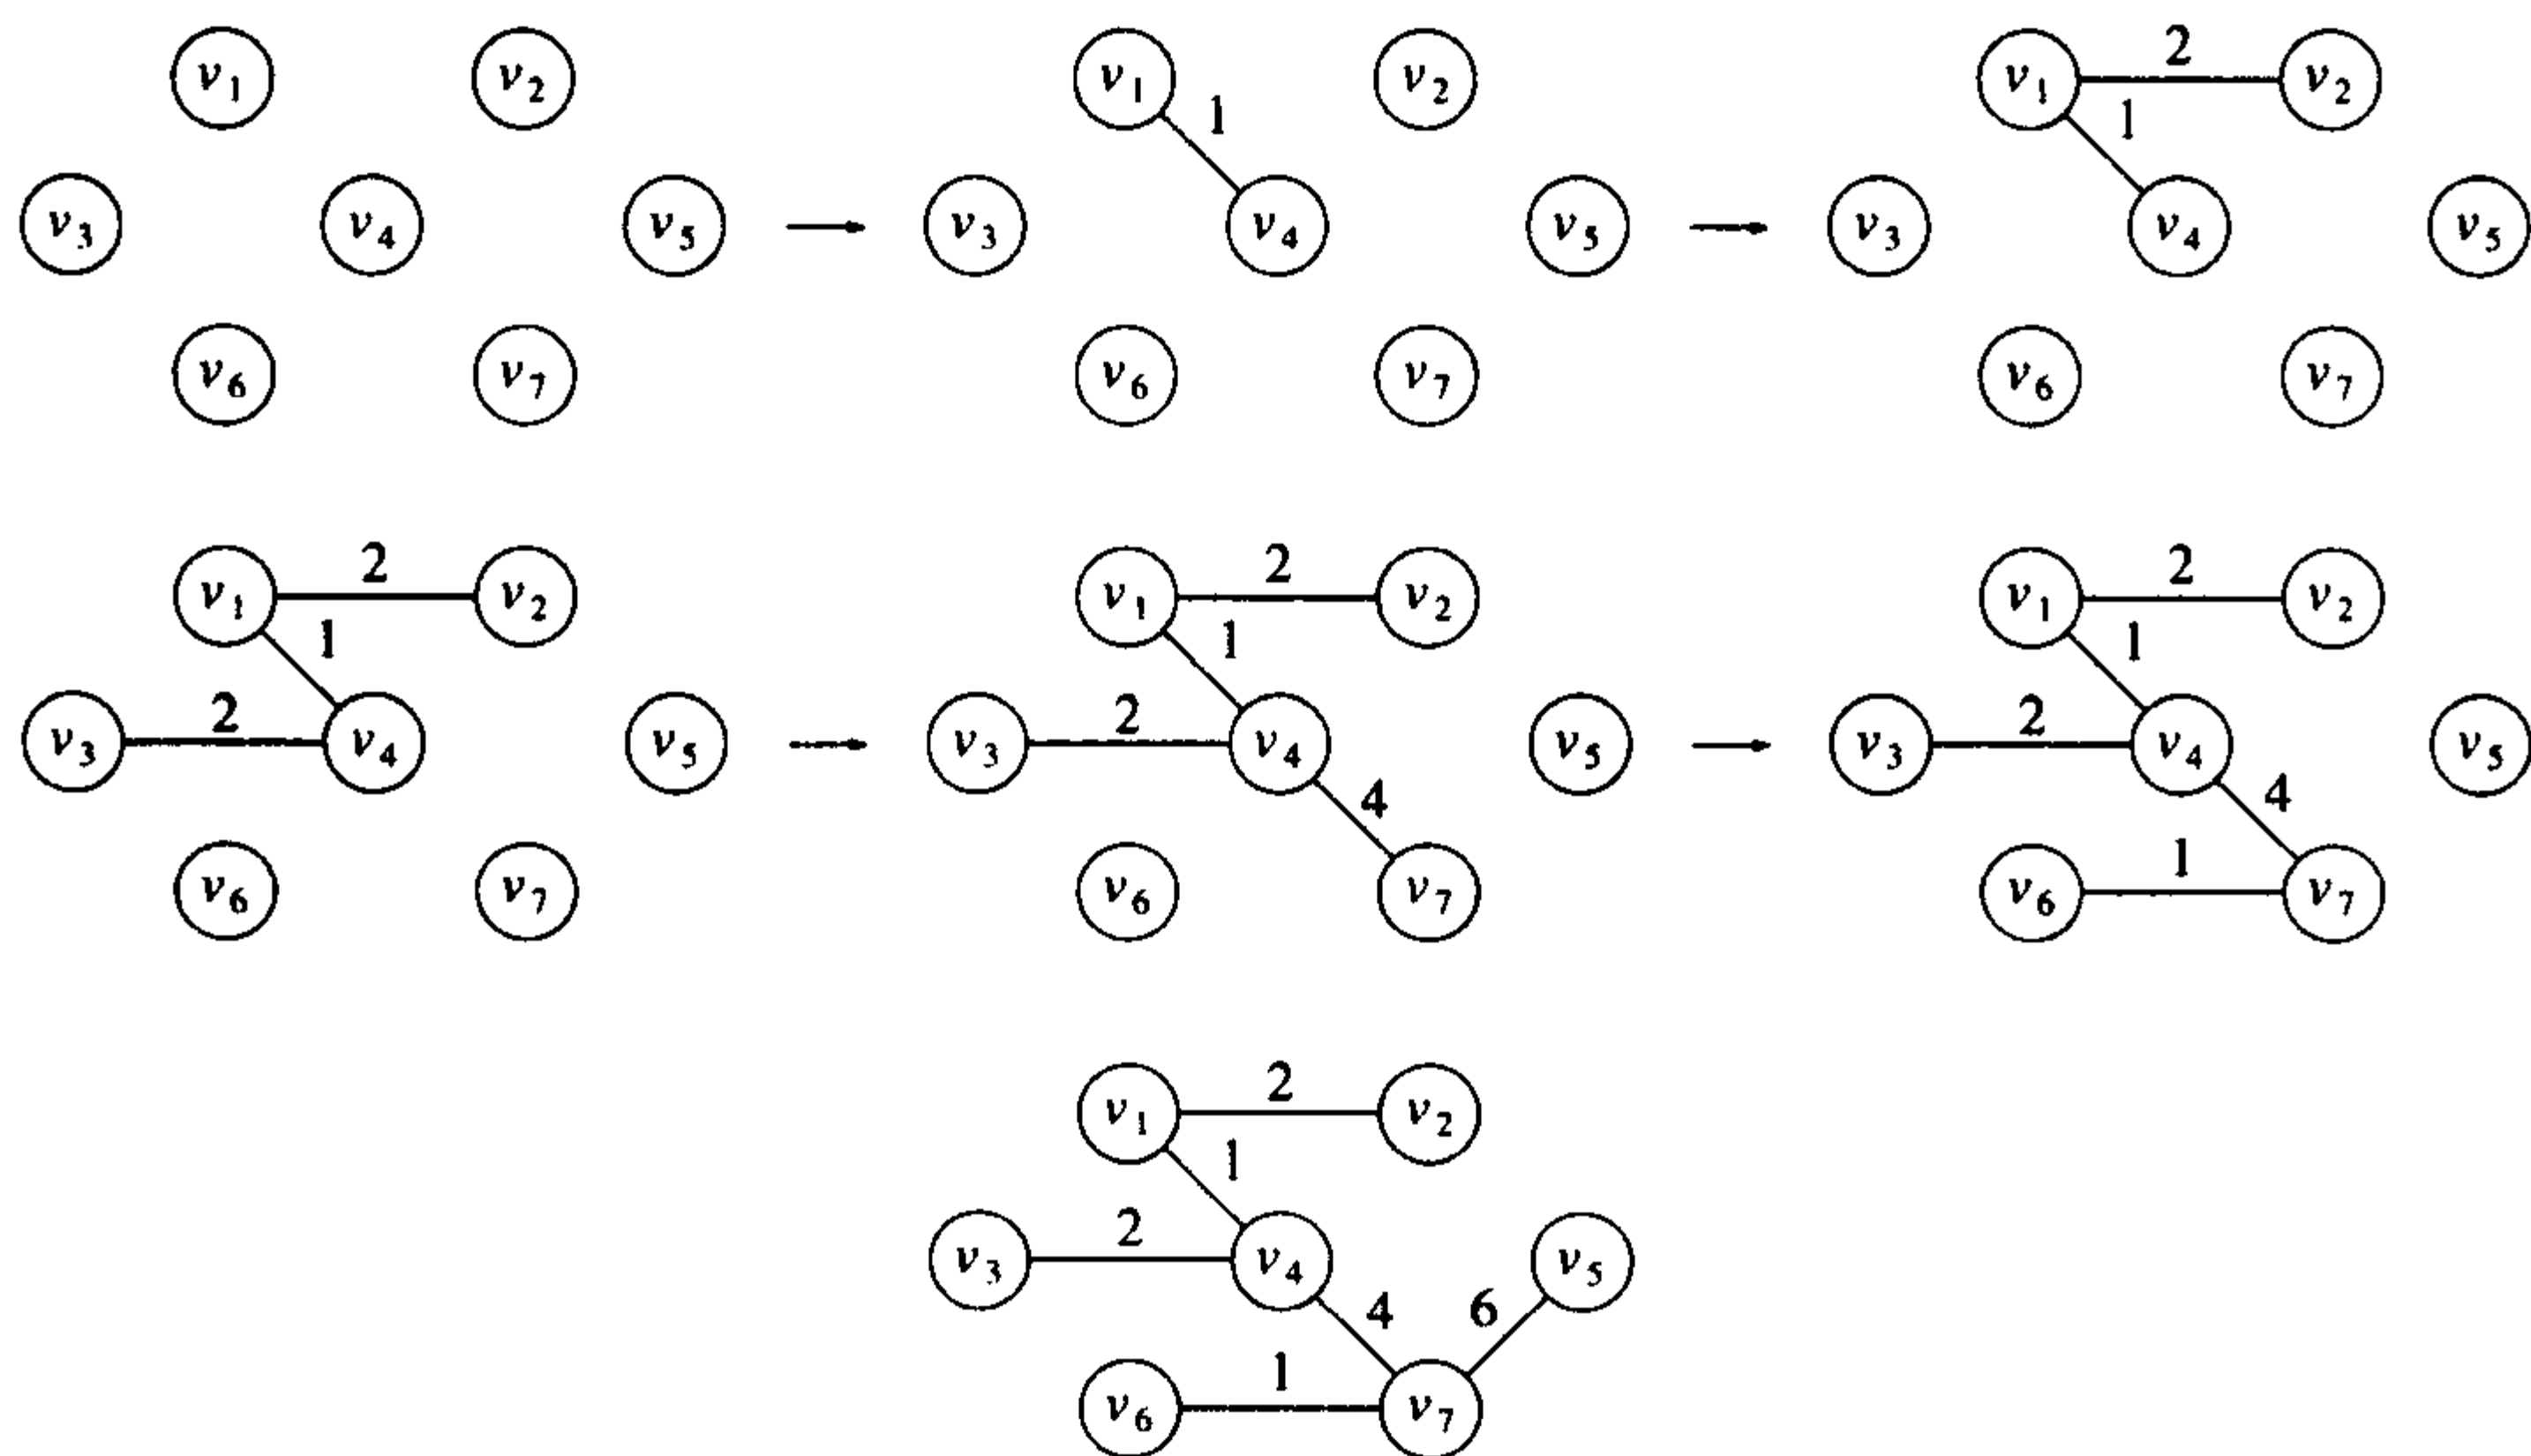 v1 v2 v1 v2 v1 2 v2
1 1
v3 v4 v5 v3 v4 v5 v3 v4 v5
v6 v7 v6 v7 v6 v7
v1 2 v2 v1 2 v2 v1 2 v2
1 1 1
v3 2 v4 v5 v3 2 v4 v5 v3 2 v4 v5
4 4
v6 v7 v6 v7 v6 1 v7
v1 2 v2
1
v3 2 v4 v5
4 6
v6 1 v7